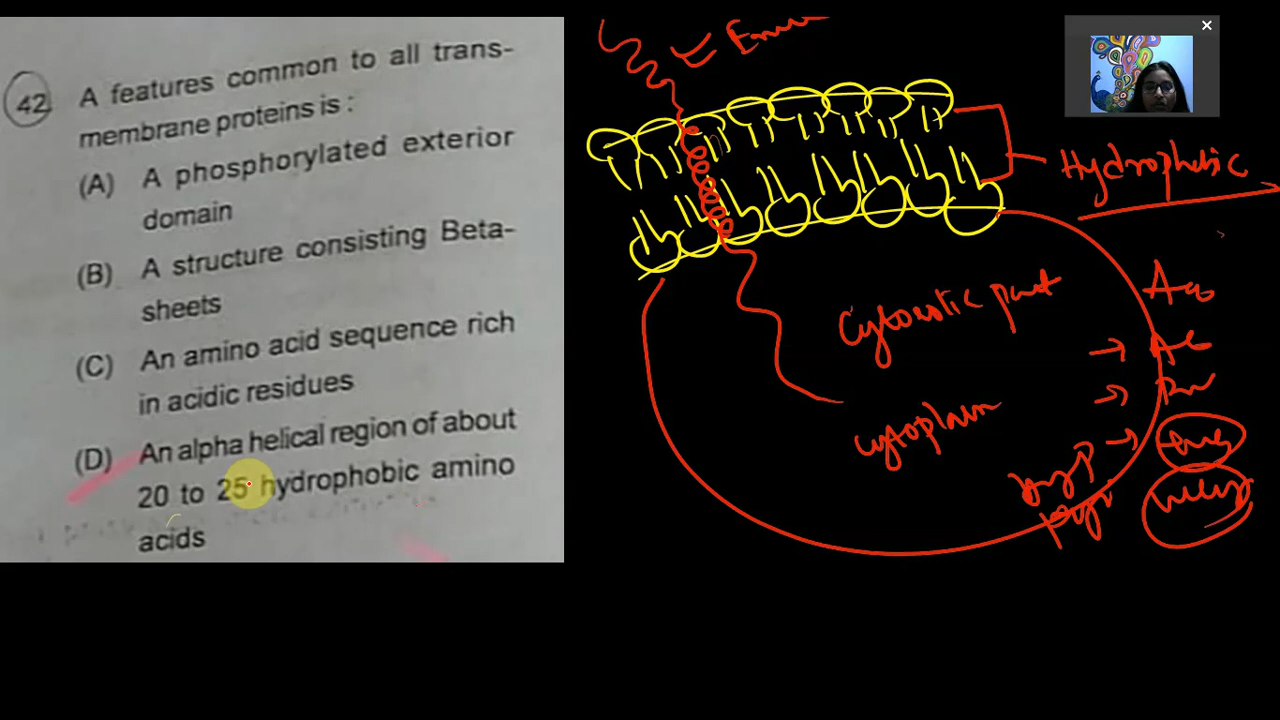 42. A features common to all trans-
membrane proteins is :
(A) A phosphorylated exterior
domain
(B) A structure consisting Beta-
sheets
(C) An amino acid sequence rich
in acidic residues
(D) An alpha helical region of about
20 to 25 hydrophobic amino
acids
Hydrophobic
part
cytoplasm